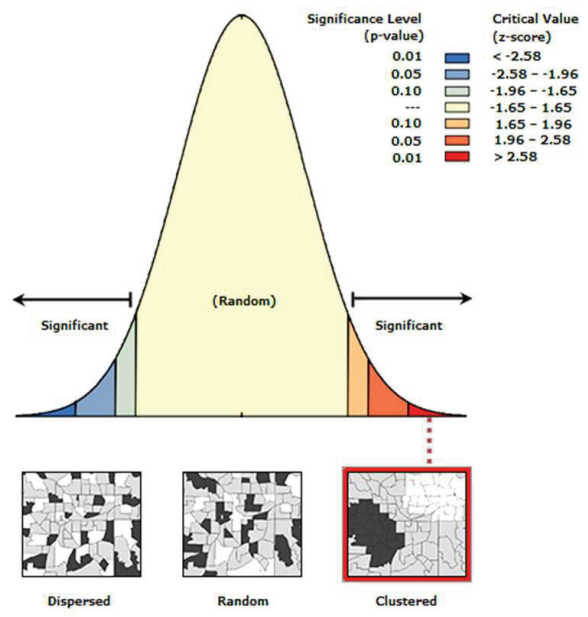 Significance Level Critical Value
(p-value) (z-score)
0.01 < -2.58
0.05 -2.58 – -1.96
0.10 -1.96 – -1.65
--- -1.65 – 1.65
0.10 1.65 – 1.96
0.05 1.96 – 2.58
0.01 > 2.58
(Random)
Significant Significant
Dispersed Random Clustered